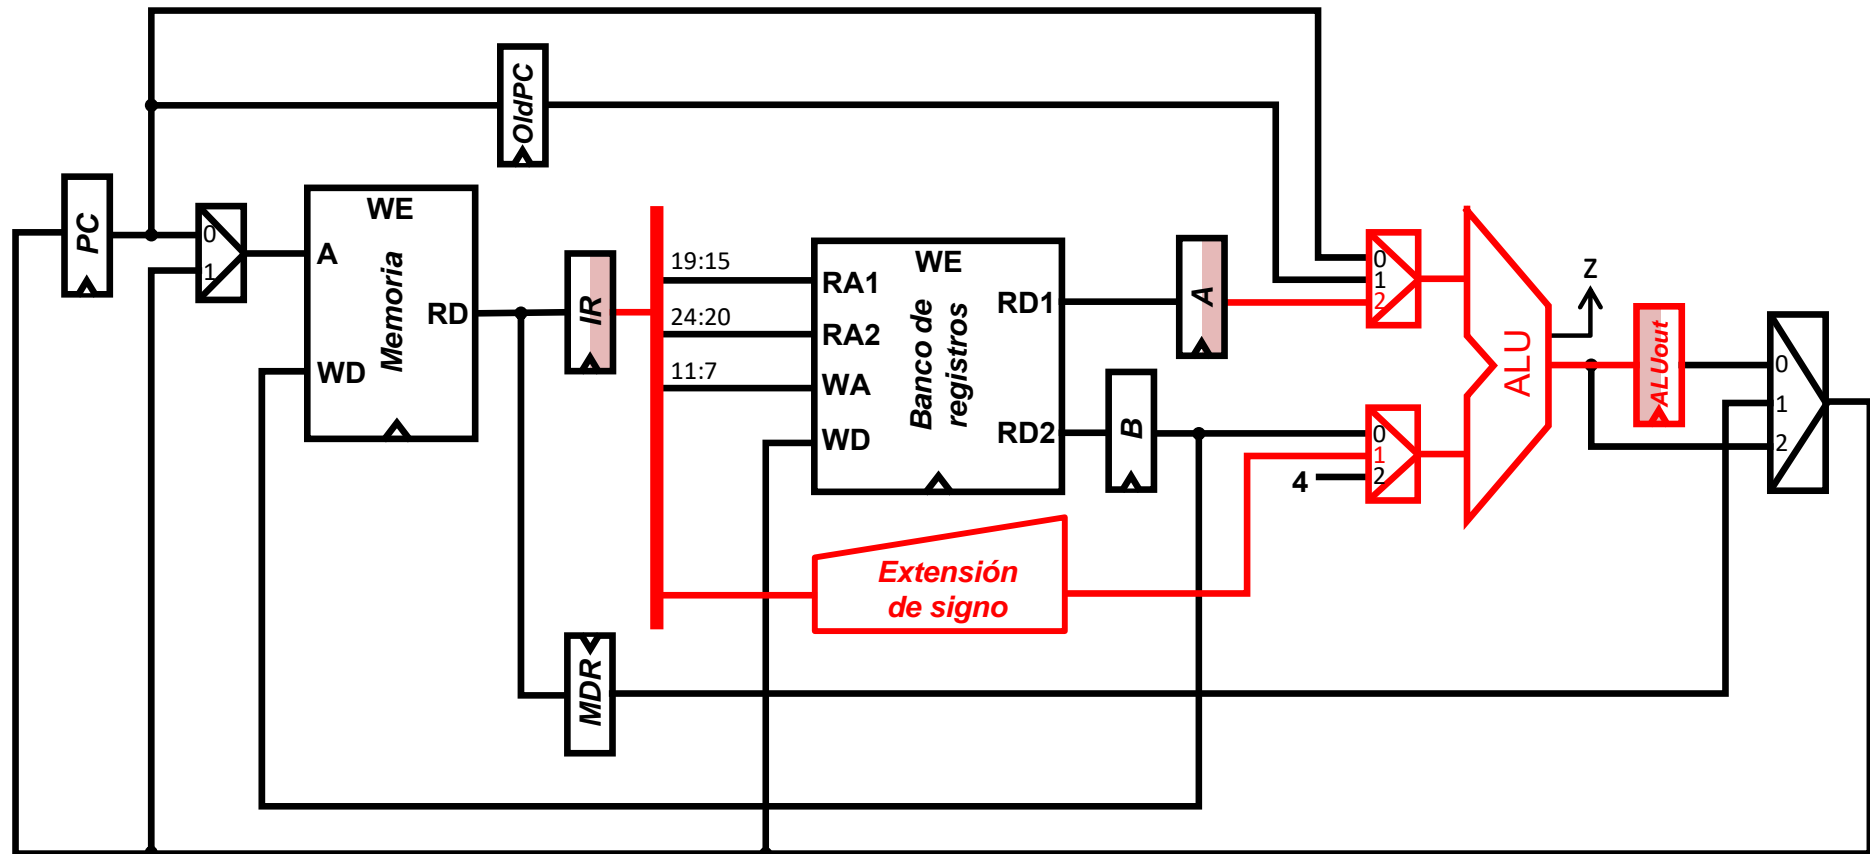 OldPC
PC
0
1
WE
A
Memoria
RD
WD
IR
19:15
24:20
11:7
WE
RA1
RA2
WA
WD
Banco de
registros
RD1
RD2
A
B
0
1
2
0
1
2
4
ALU
Z
ALUout
0
1
2
Extensión
de signo
MDR